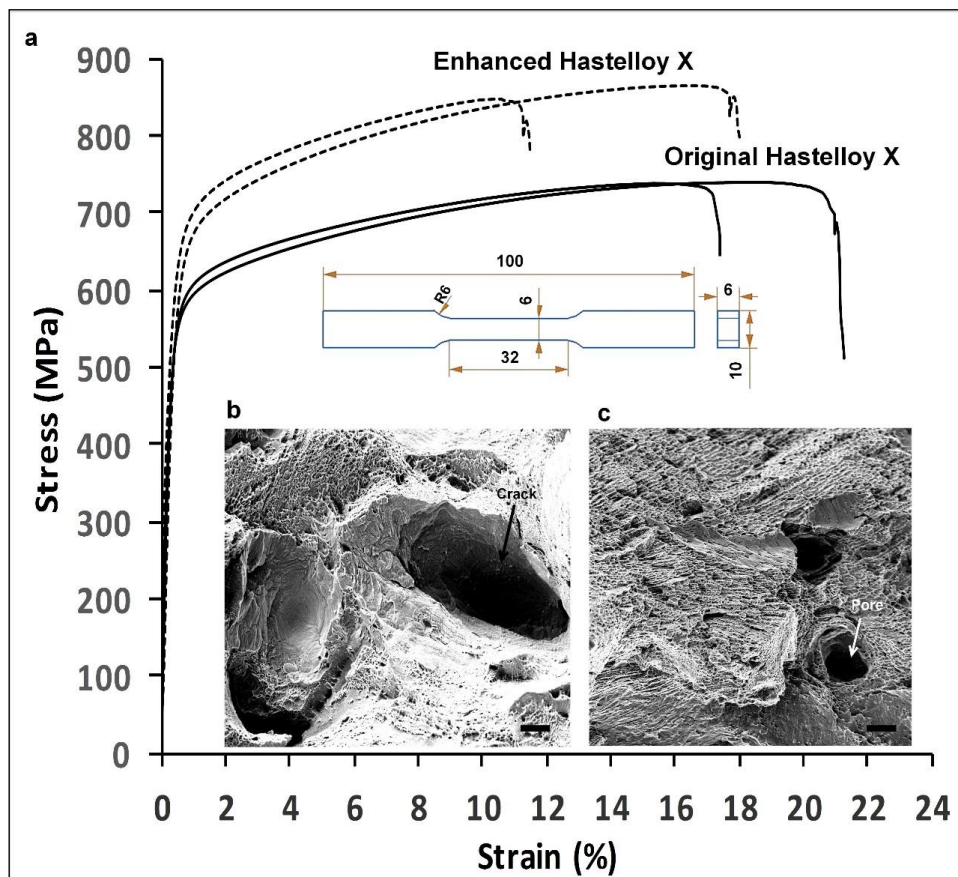 a
Enhanced Hastelloy X
Original Hastelloy X
Stress (MPa)
900
800
700
600
500
400
300
200
100
0
100
R6
6
32
6
10
b
Crack
c
Pore
0 2 4 6 8 10 12 14 16 18 20 22 24
Strain (%)